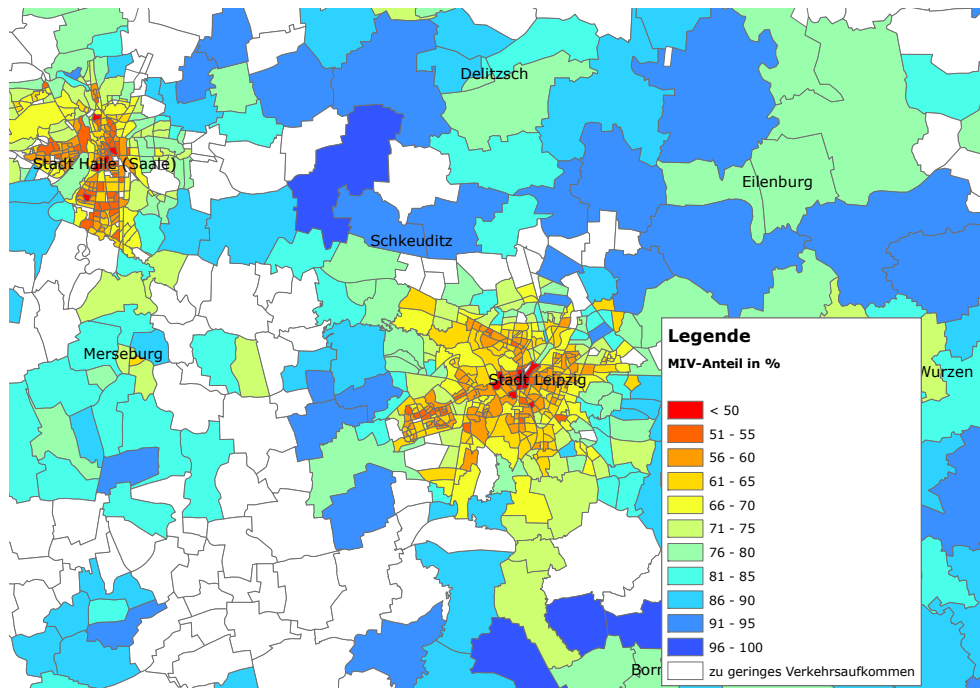 Delitzsch
Stadt Halle (Saale)
Eilenburg
Schkeuditz
Merseburg
Stadt Leipzig
Wurzen
Born
Legende
MIV-Anteil in %
< 50
51 - 55
56 - 60
61 - 65
66 - 70
71 - 75
76 - 80
81 - 85
86 - 90
91 - 95
96 - 100
zu geringes Verkehrsaufkommen